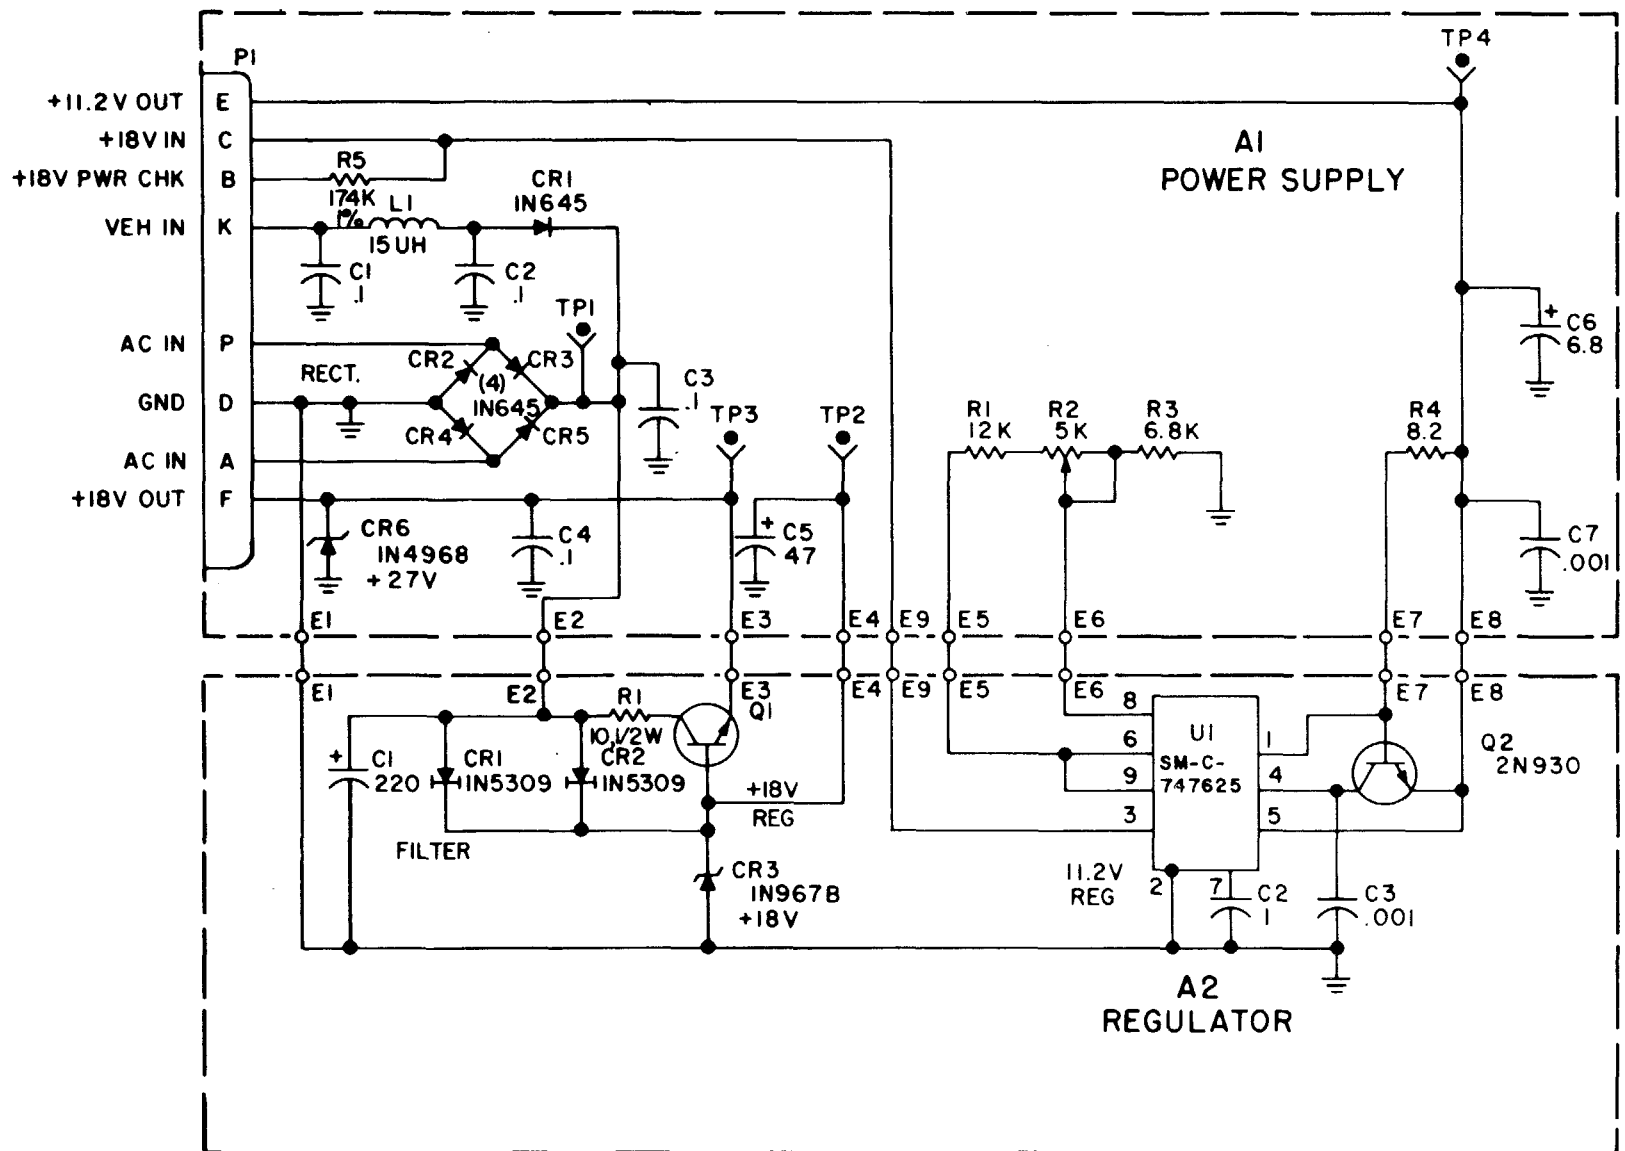 TP4
P1
+11.2V OUT E
+18V IN C
A1
POWER SUPPLY
+18V PWR CHK B
R5
174K
1%
VEH IN K
L1
15UH
CR1
1N645
C1
.1
C2
.1
TP1
AC IN P
CR2
CR3
(4)
1N645
CR4
CR5
RECT.
GND D
C3
.1
AC IN A
+18V OUT F
TP3
TP2
R1
12K
R2
5K
R3
6.8K
R4
8.2
C6
+
6.8
CR6
1N4968
+27V
C4
.1
+
C5
47
C7
.001
E1
E2
E3
E4
E9
E5
E6
E7
E8
E1
E2
E3
E4
E9
E5
E6
E7
E8
R1
10,1/2W
Q1
+
C1
220
CR1
1N5309
CR2
1N5309
+18V
REG
FILTER
CR3
1N967B
+18V
8
6
9
3
U1
SM-C-
747625
1
4
5
Q2
2N930
11.2V
REG
2
7
C2
1
C3
.001
A2
REGULATOR